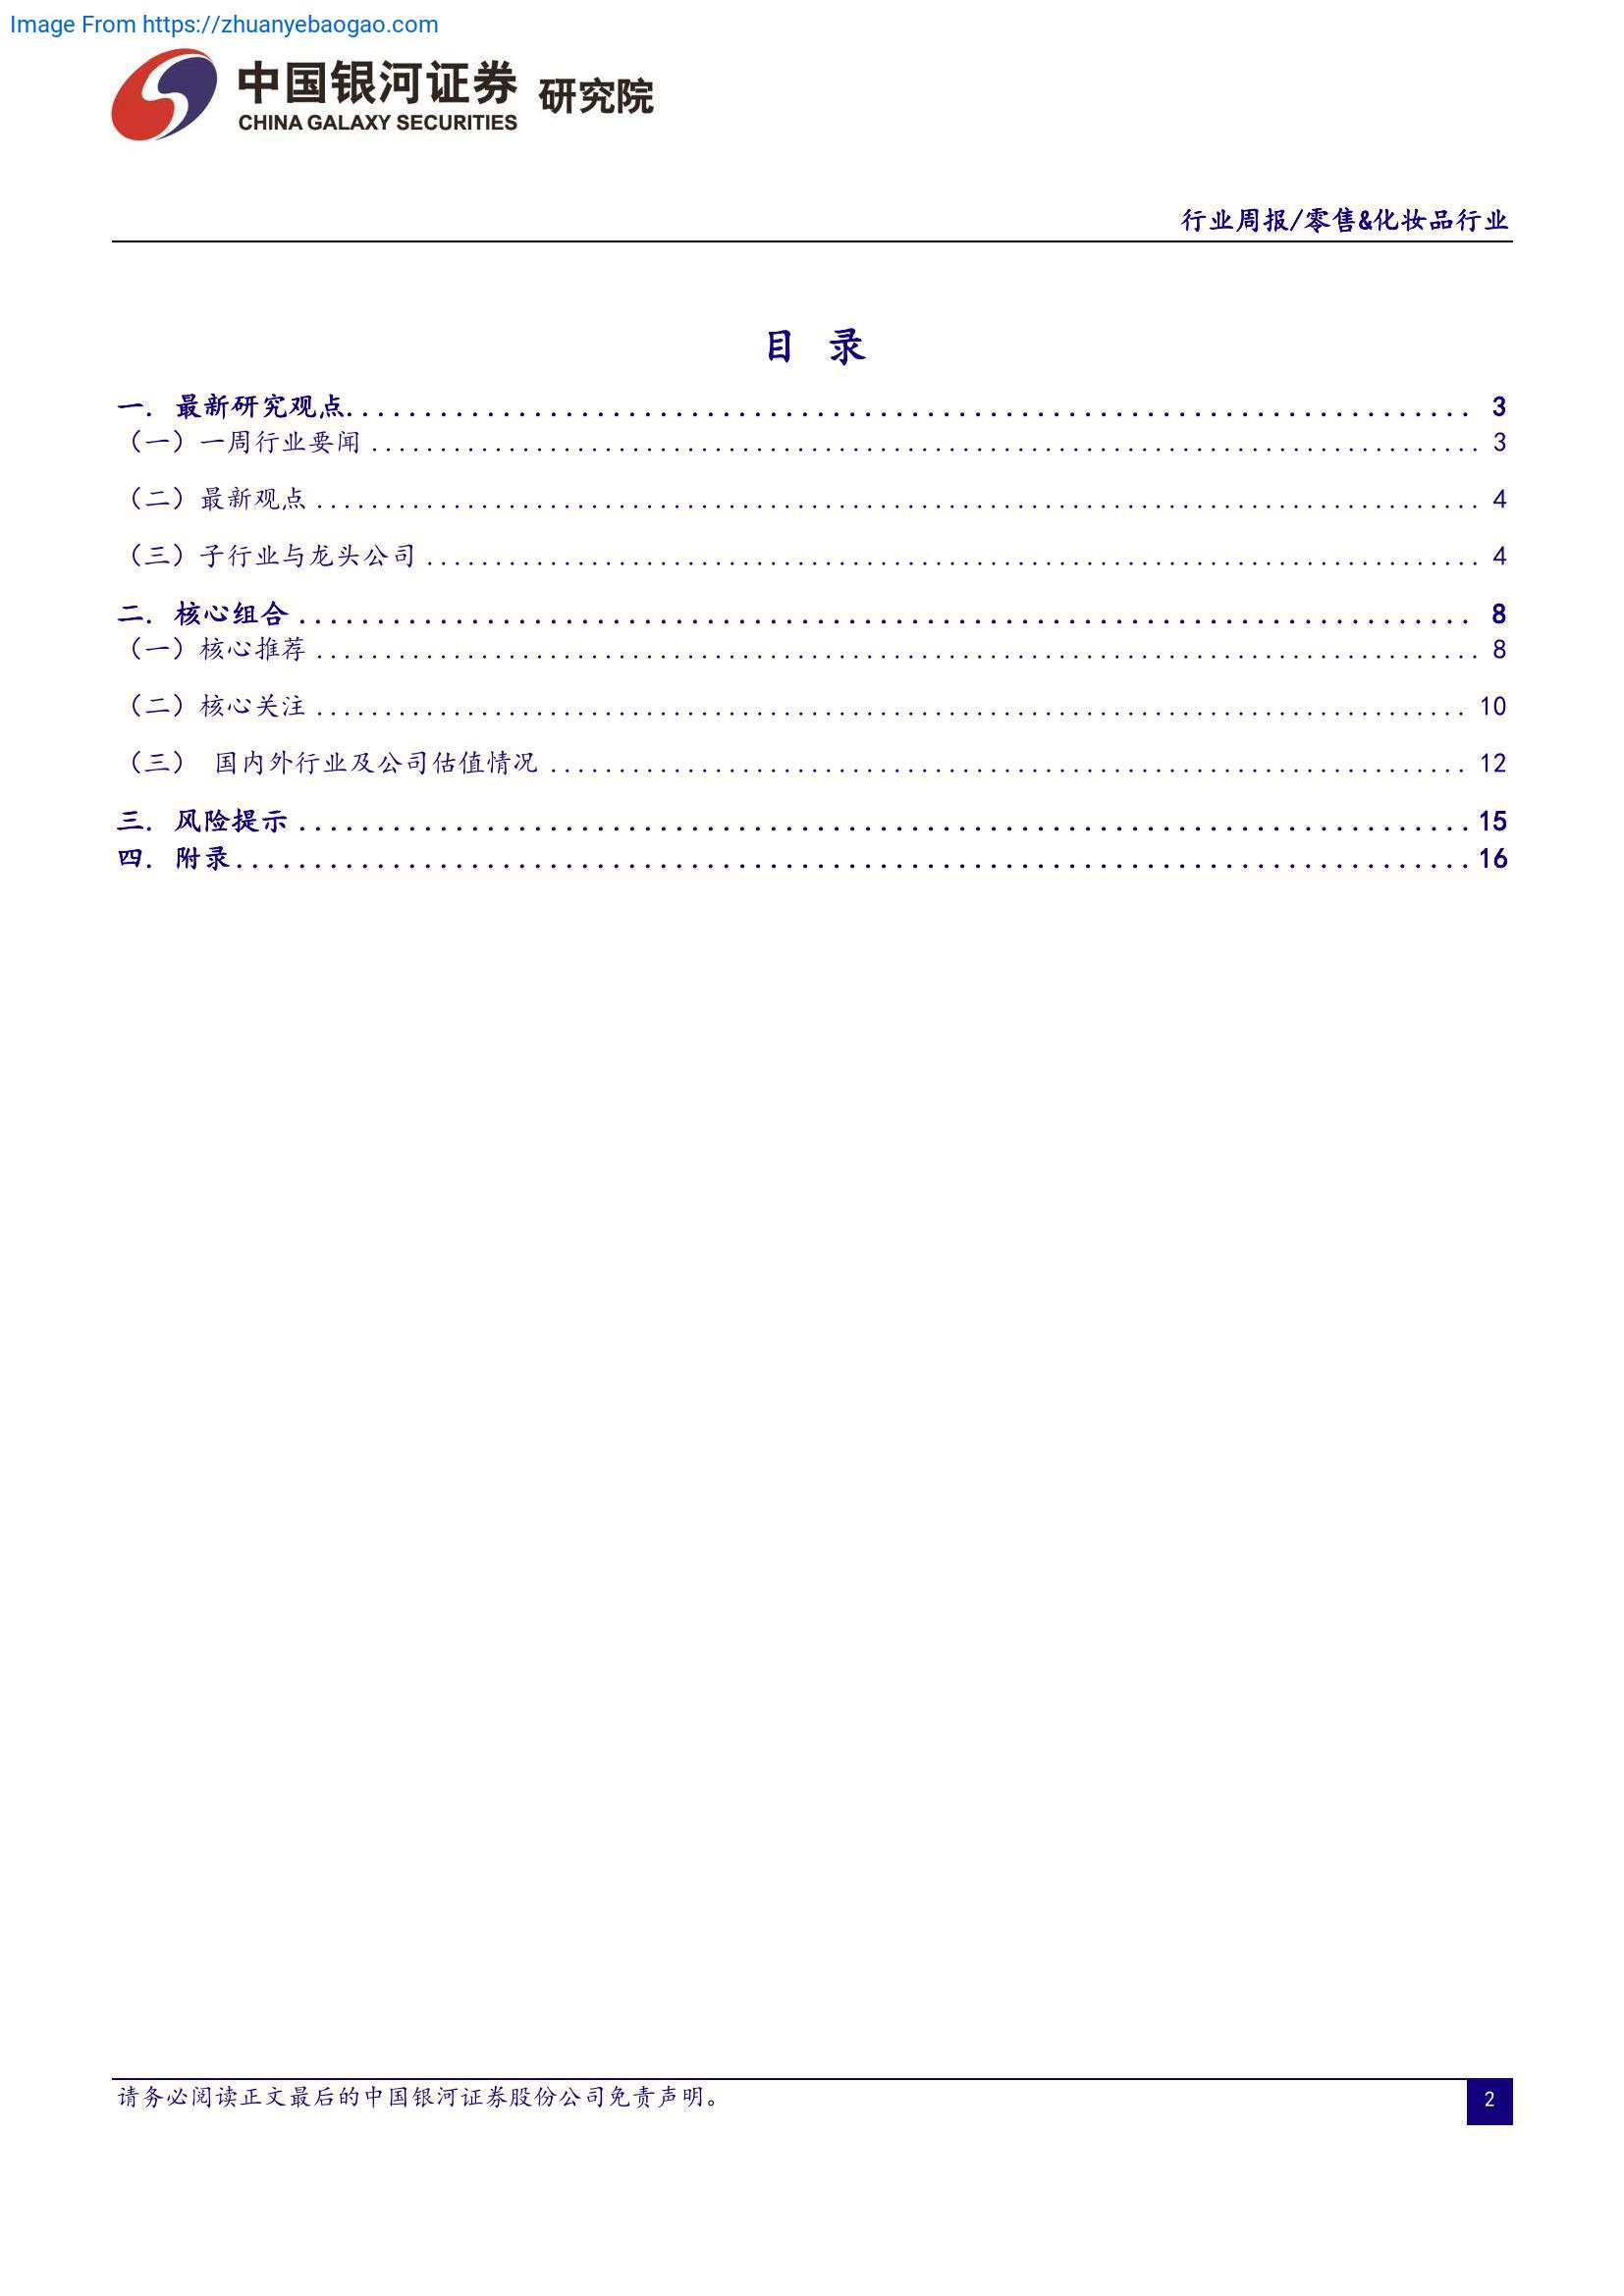 Image From https://zhuanyebaogao.com
中国银河证券 研究院
CHINA GALAXY SECURITIES
行业周报/零售&化妆品行业
目 录
一. 最新研究观点........................................................................ 3
（一）一周行业要闻 ................................................................................. 3
（二）最新观点 ..................................................................................... 4
（三）子行业与龙头公司 ............................................................................. 4
二. 核心组合 ........................................................................... 8
（一）核心推荐 ..................................................................................... 8
（二）核心关注 .................................................................................... 10
（三） 国内外行业及公司估值情况 ................................................................... 12
三. 风险提示 ........................................................................... 15
四. 附录............................................................................... 16
请务必阅读正文最后的中国银河证券股份公司免责声明。
2